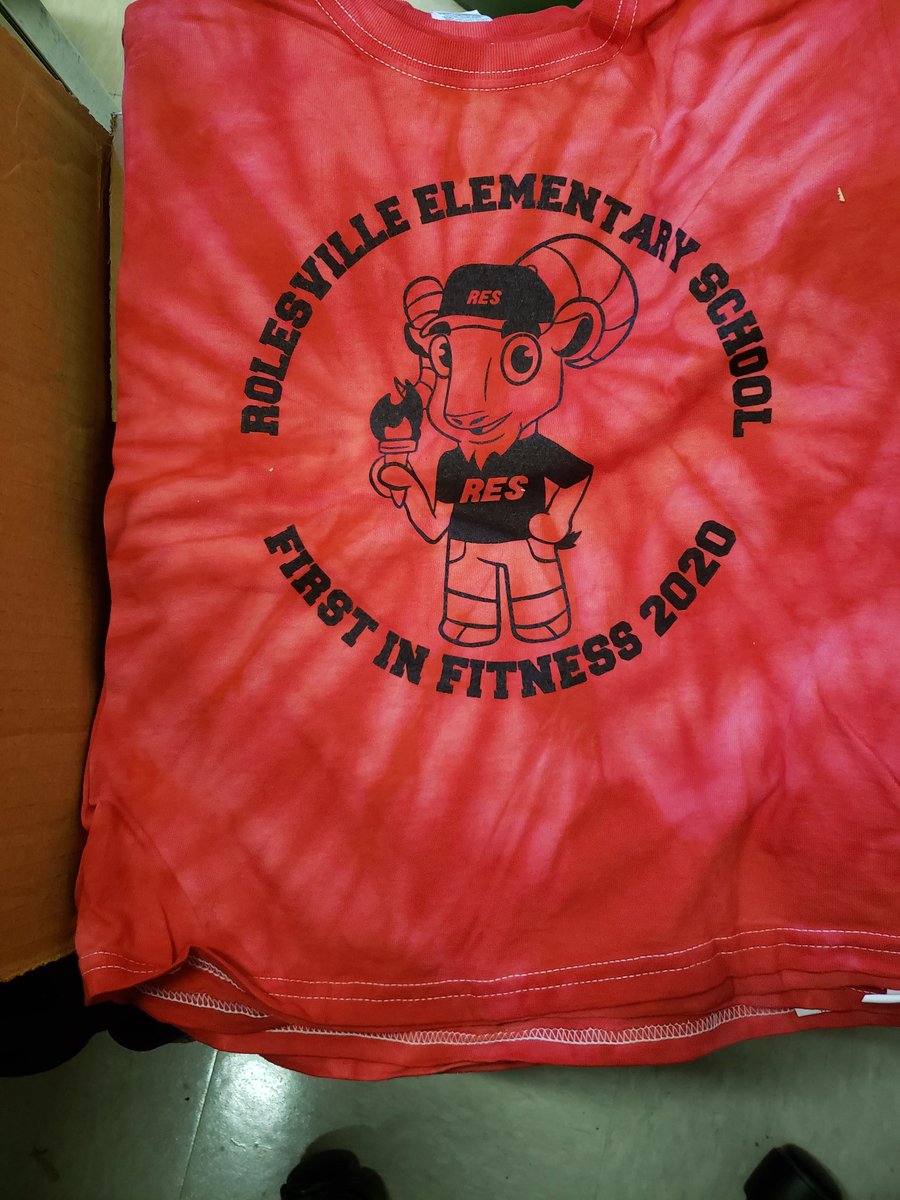 ROLESVILLE ELEMENTARY SCHOOL
RES
RES
FIRST IN FITNESS 2020